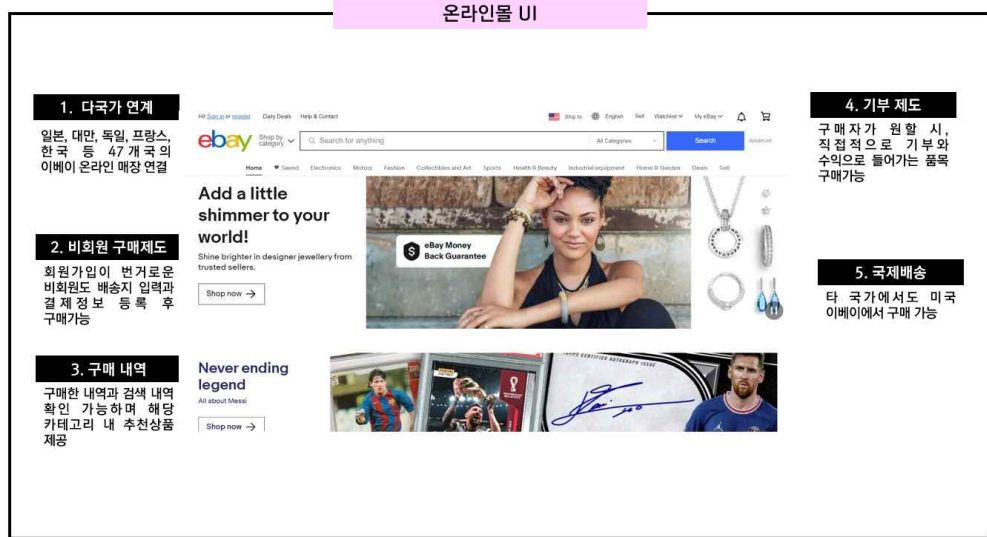 온라인몰 UI
1. 다국가 연계
일본, 대만, 독일, 프랑스,
한국 등 47개국의
이베이 온라인 매장 연결
2. 비회원 구매제도
회원가입이 번거로운
비회원도 배송지 입력과
결제정보 등록 후
구매가능
3. 구매 내역
구매한 내역과 검색 내역
확인 가능하며 해당
카테고리 내 추천상품
제공
Hi! Sign in or register Daily Deals Help & Contact
Ship to English Sell Watchlist My eBay
ebay
Shop by
category
Search for anything
All Categories
Search
Advanced
Home Saved Electronics Motors Fashion Collectibles and Art Sports Health & Beauty Industrial equipment Home & Garden Deals Sell
Add a little
shimmer to your
world!
Shine brighter in designer jewellery from
trusted sellers.
Shop now →
eBay Money
Back Guarantee
Never ending
legend
All about Messi
Shop now →
TOPPS CERTIFIED AUTOGRAPH ISSUE
4. 기부 제도
구매자가 원할 시,
직접적으로 기부와
수익으로 들어가는 품목
구매가능
5. 국제배송
타 국가에서도 미국
이베이에서 구매 가능